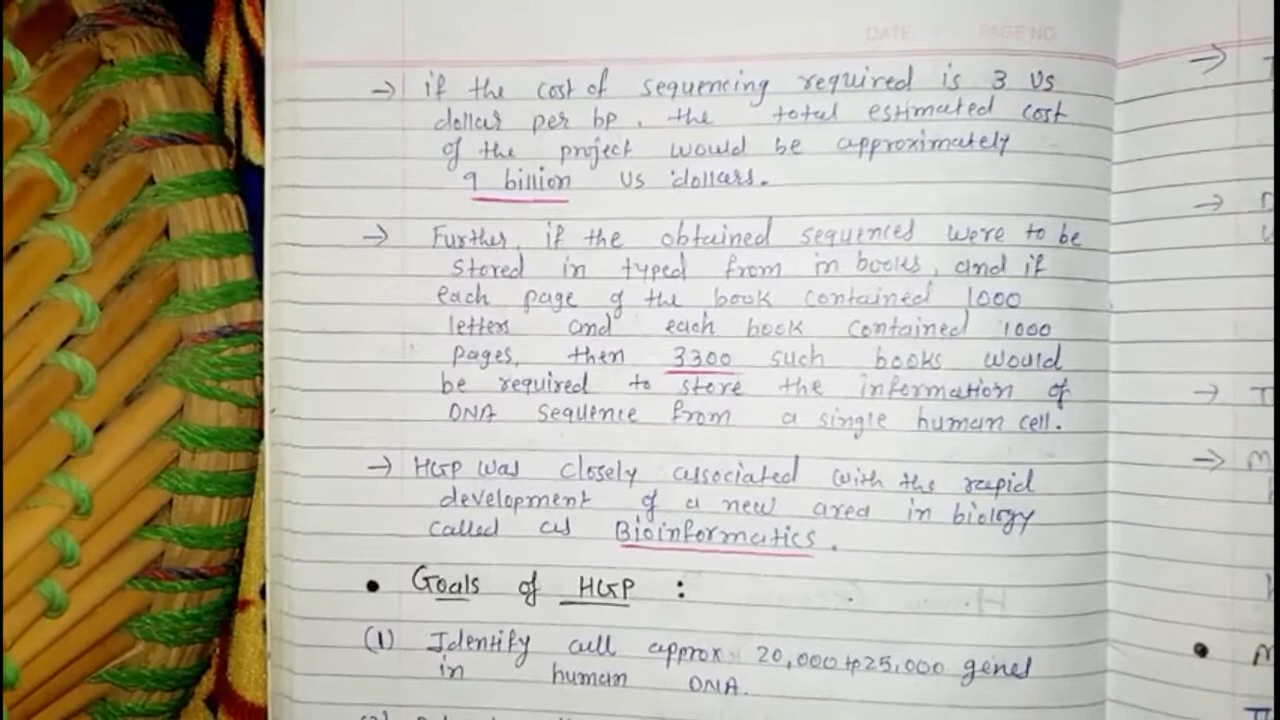 DATE PAGE NO
→ if the cost of sequencing required is 3 US
dollar per bp, the total estimated cost
of the project would be approximately
9 billion US dollars.
→ Further, if the obtained sequences were to be
stored in typed from in books, and if
each page of the book contained 1000
letters and each book contained 1000
pages, then 3300 such books would
be required to store the information of
DNA sequence from a single human cell.
→ HGP was closely associated with the rapid
development of a new area in biology
called as Bioinformatics.
• Goals of HGP :
(1) Identify all approx 20,000 to 25,000 genes
in human DNA.